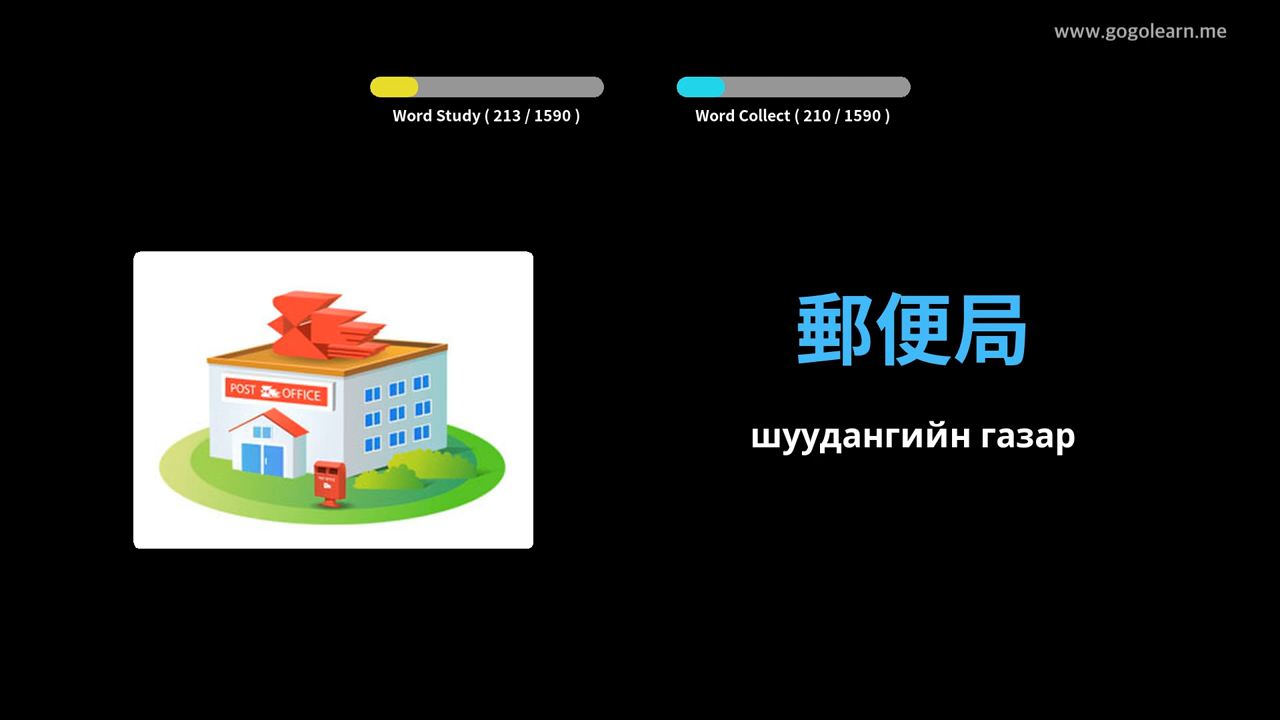 www.gogolearn.me
Word Study ( 213 / 1590 )
Word Collect ( 210 / 1590 )
POST OFFICE
郵便局
шуудангийн газар